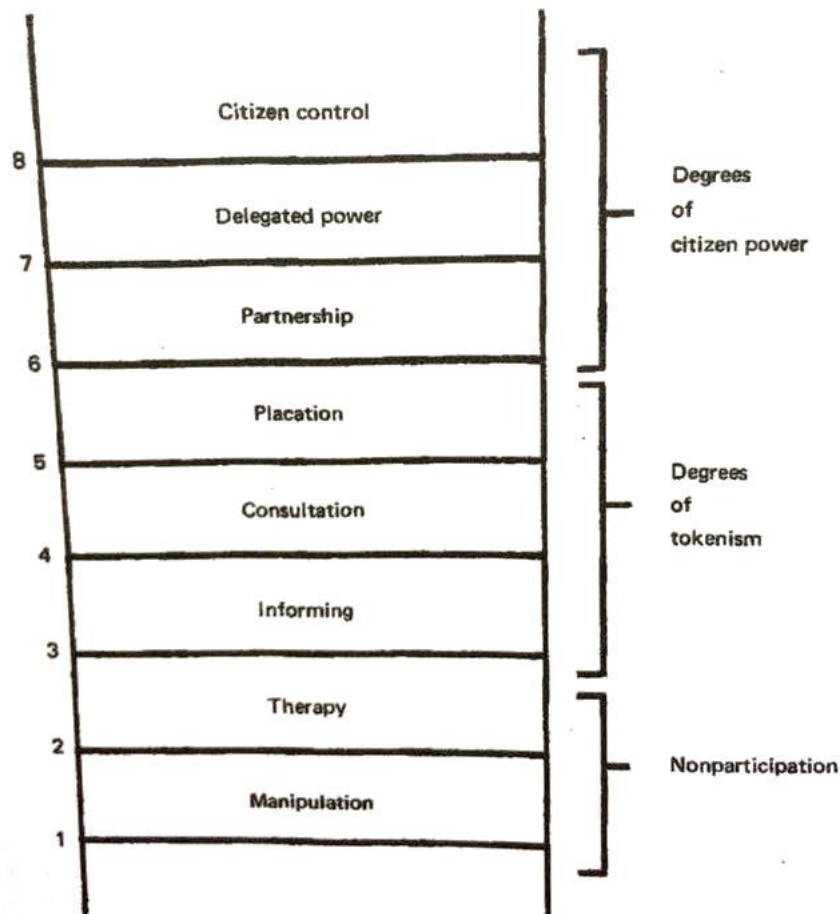 Citizen control
8
Delegated power
7
Partnership
6
Placation
5
Consultation
4
Informing
3
Therapy
2
Manipulation
1
Degrees
of
citizen power
Degrees
of
tokenism
Nonparticipation